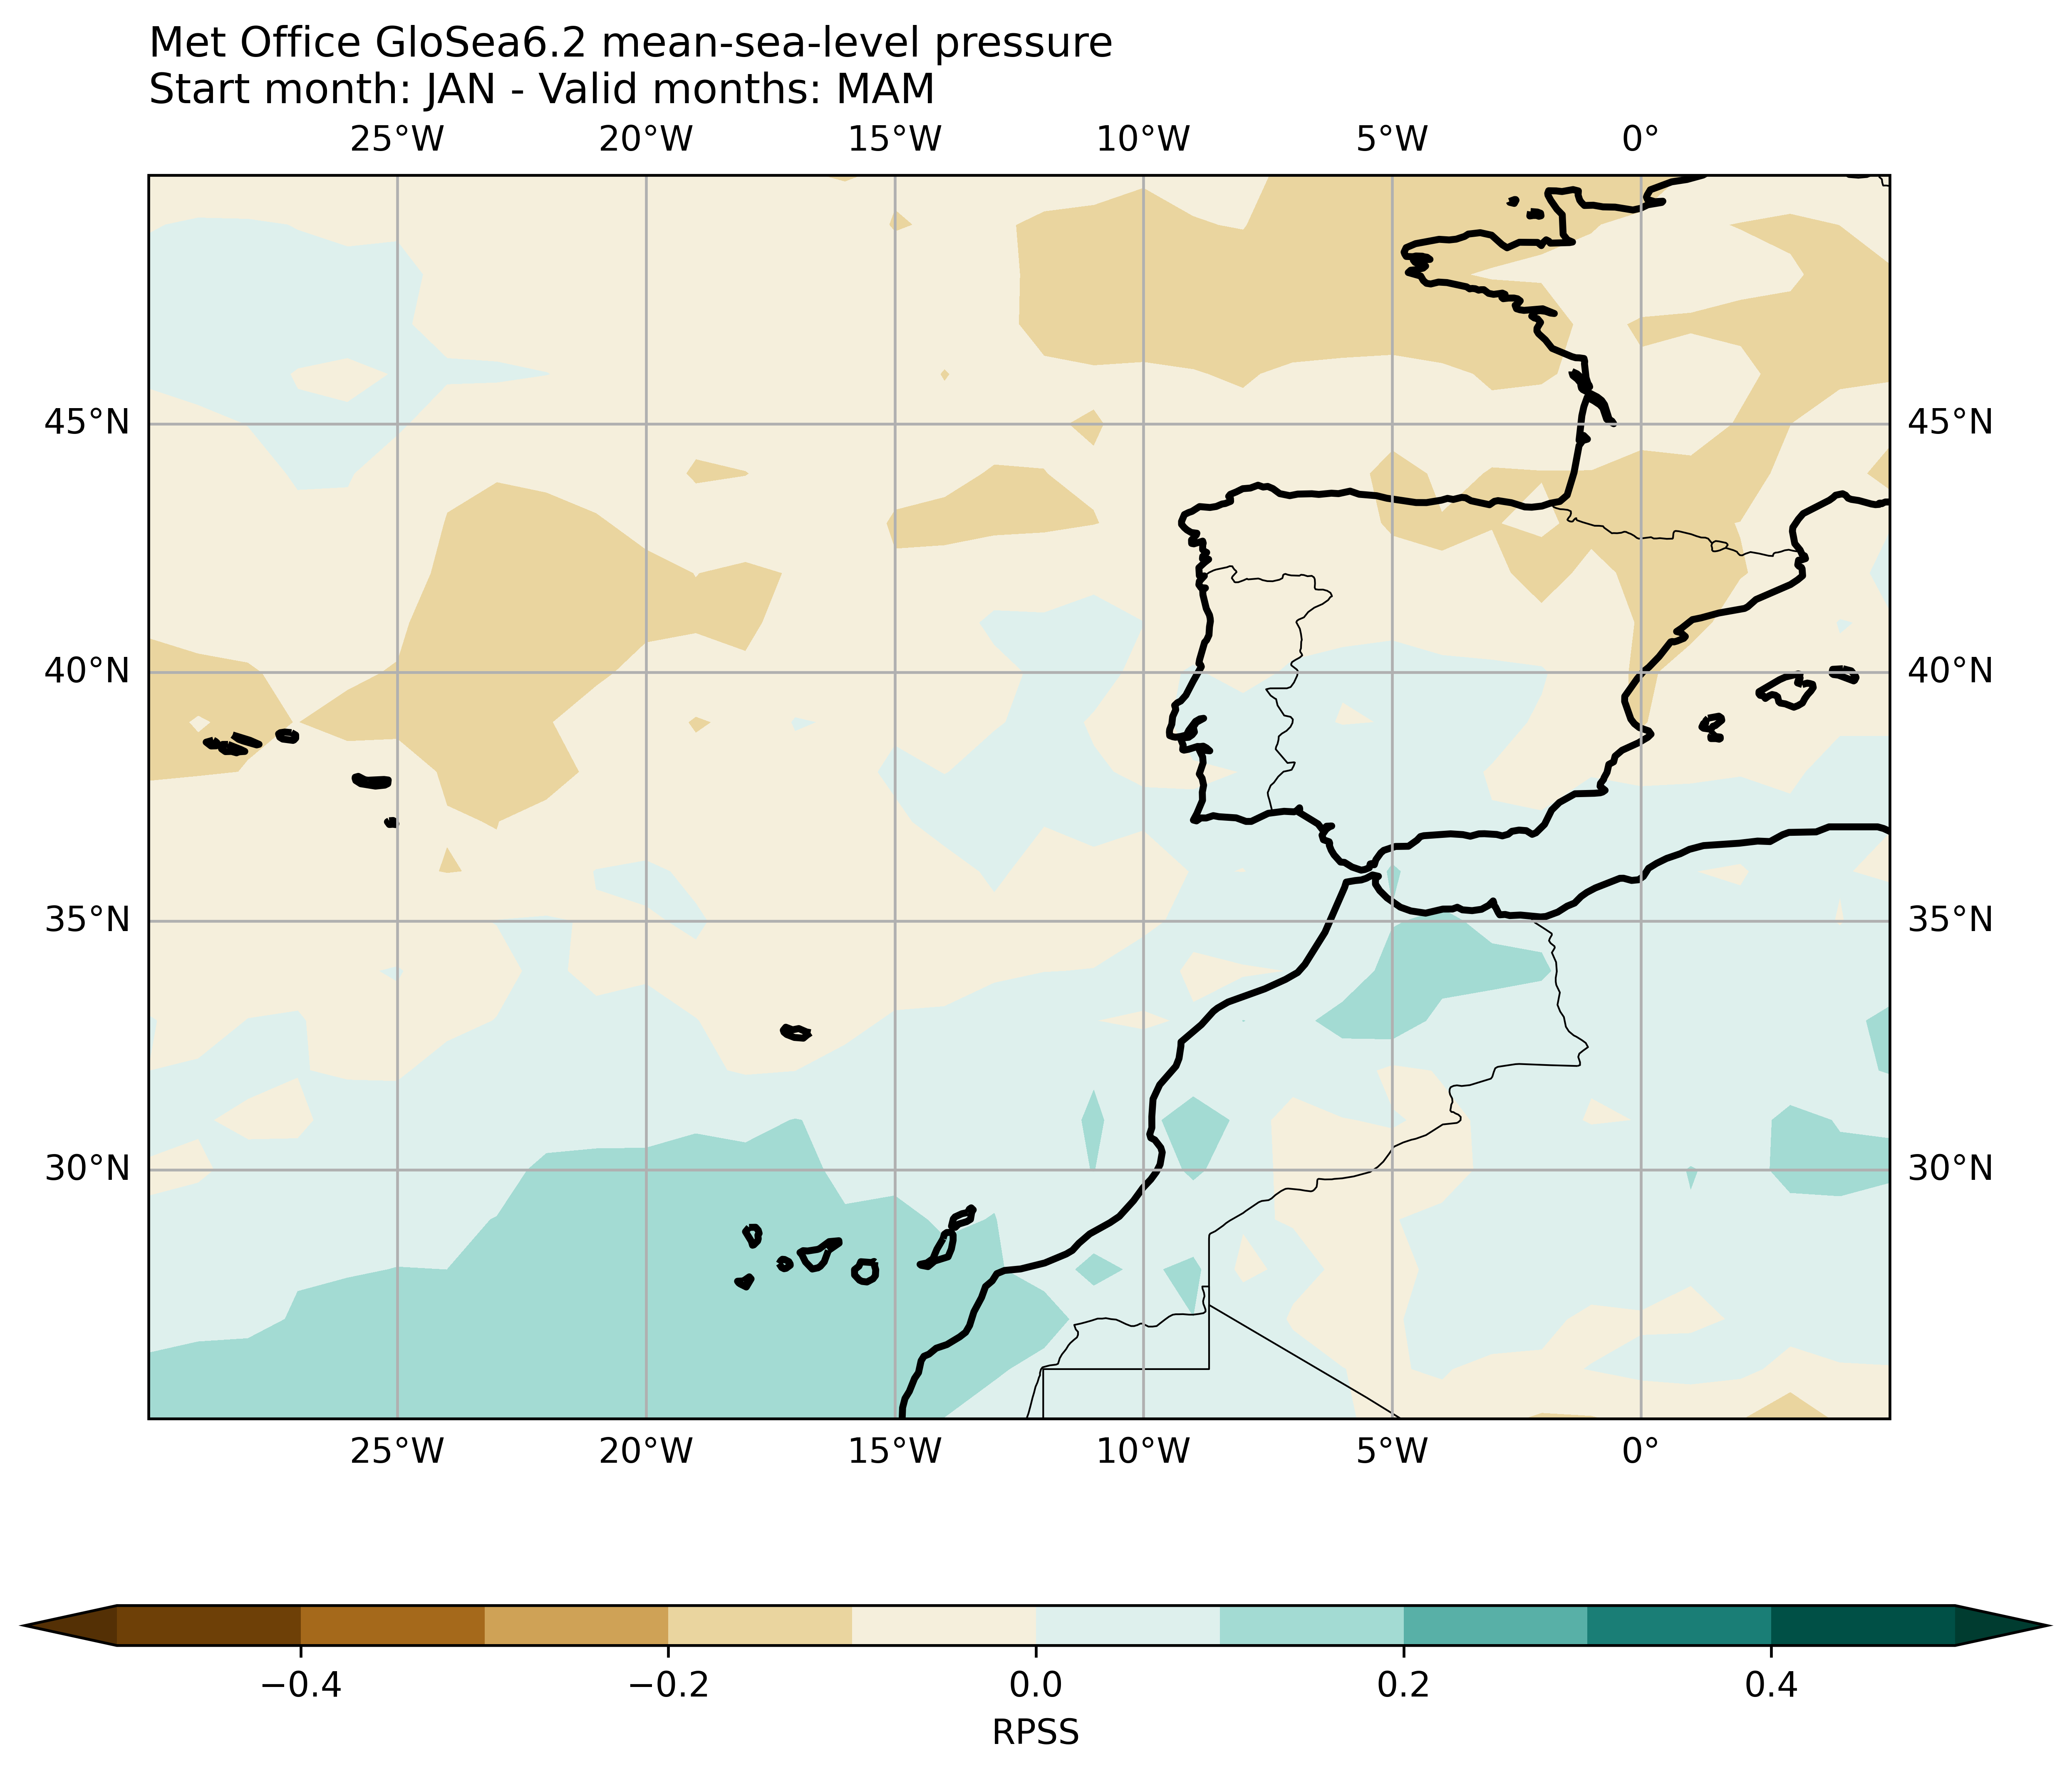 Met Office GloSea6.2 mean-sea-level pressure
Start month: JAN - Valid months: MAM
25°W 20°W 15°W 10°W 5°W 0°
45°N 45°N
40°N 40°N
35°N 35°N
30°N 30°N
25°W 20°W 15°W 10°W 5°W 0°
−0.4 −0.2 0.0 0.2 0.4
RPSS